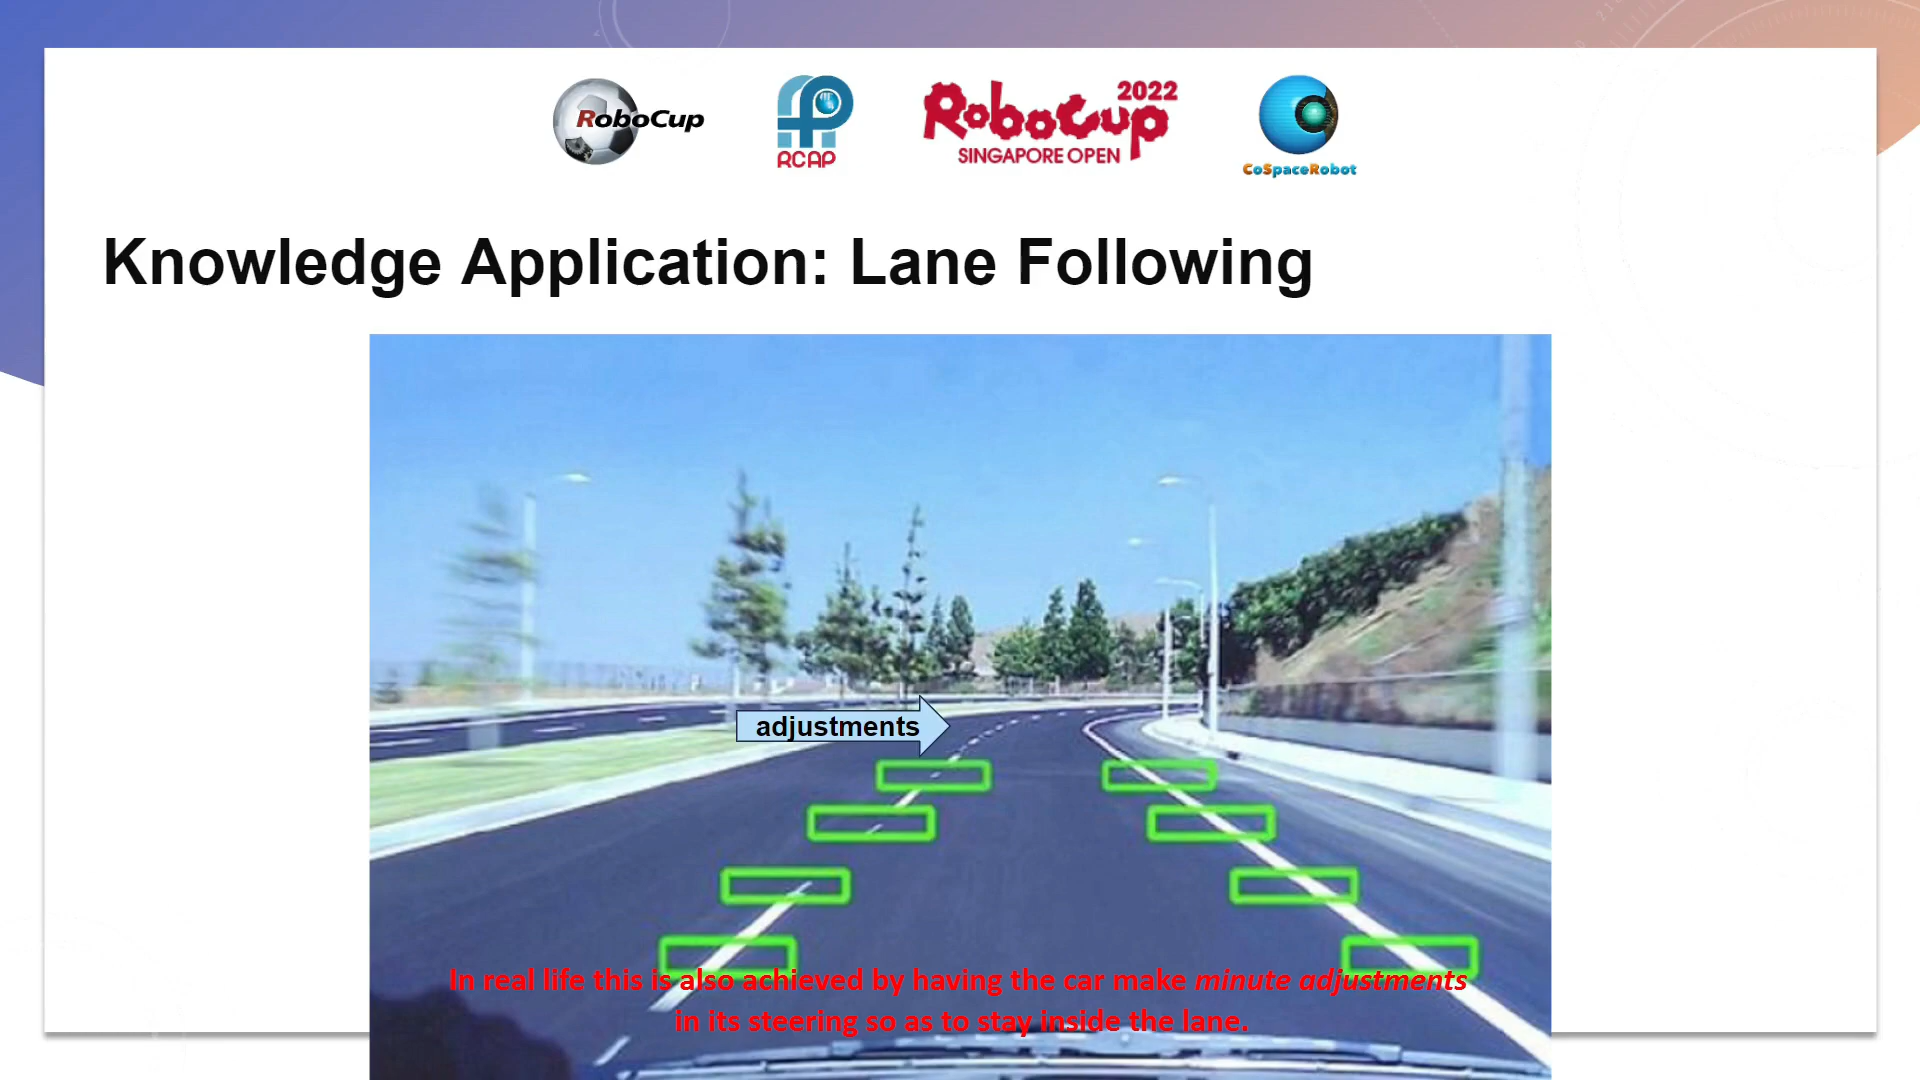 RoboCup
RCAP
RoboCup 2022
SINGAPORE OPEN
CoSpaceRobot
Knowledge Application: Lane Following
adjustments
In real life this is also achieved by having the car make minute adjustments
in its steering so as to stay inside the lane.